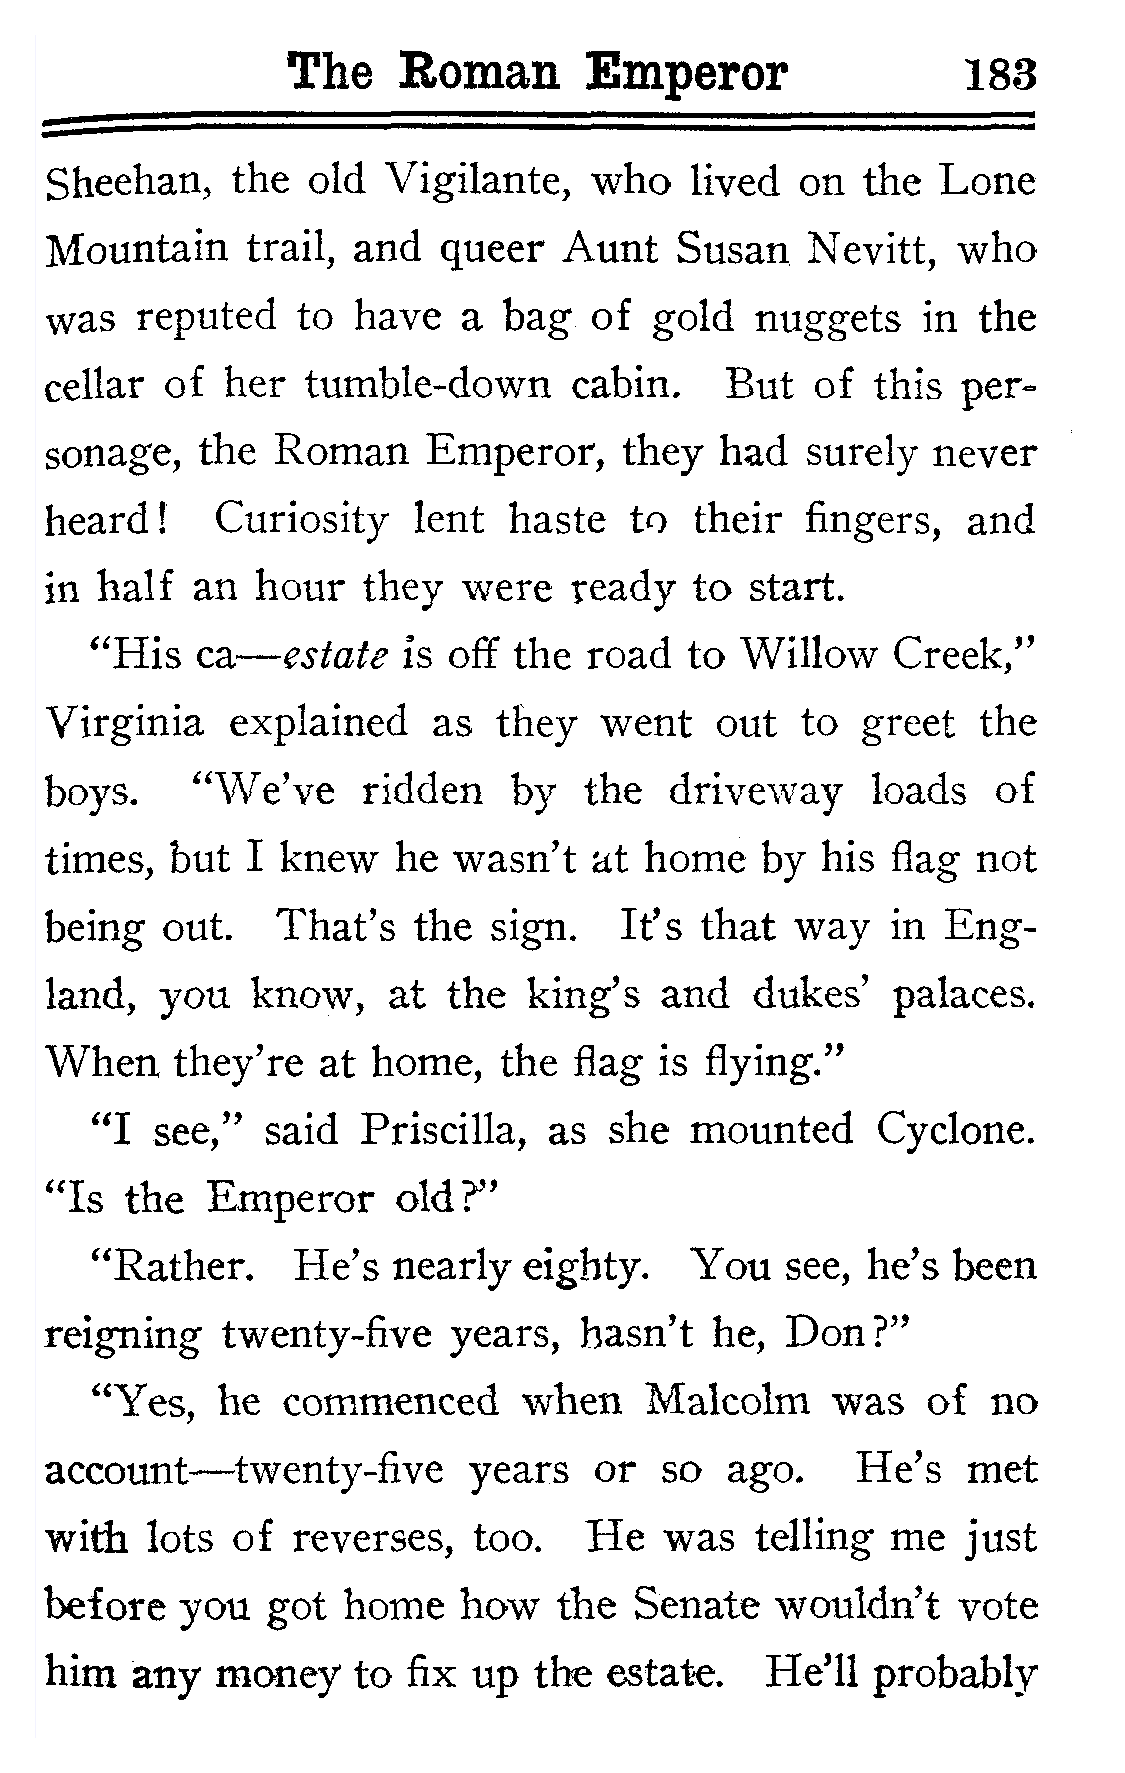 The Roman Emperor 183
Sheehan, the old Vigilante, who lived on the Lone
Mountain trail, and queer Aunt Susan Nevitt, who
was reputed to have a bag of gold nuggets in the
cellar of her tumble-down cabin. But of this per-
sonage, the Roman Emperor, they had surely never
heard! Curiosity lent haste to their fingers, and
in half an hour they were ready to start.
“His ca—estate is off the road to Willow Creek,”
Virginia explained as they went out to greet the
boys. “We’ve ridden by the driveway loads of
times, but I knew he wasn’t at home by his flag not
being out. That’s the sign. It’s that way in Eng-
land, you know, at the king’s and dukes’ palaces.
When they’re at home, the flag is flying.”
“I see,” said Priscilla, as she mounted Cyclone.
“Is the Emperor old?”
“Rather. He’s nearly eighty. You see, he’s been
reigning twenty-five years, hasn’t he, Don?”
“Yes, he commenced when Malcolm was of no
account—twenty-five years or so ago. He’s met
with lots of reverses, too. He was telling me just
before you got home how the Senate wouldn’t vote
him any money to fix up the estate. He’ll probably